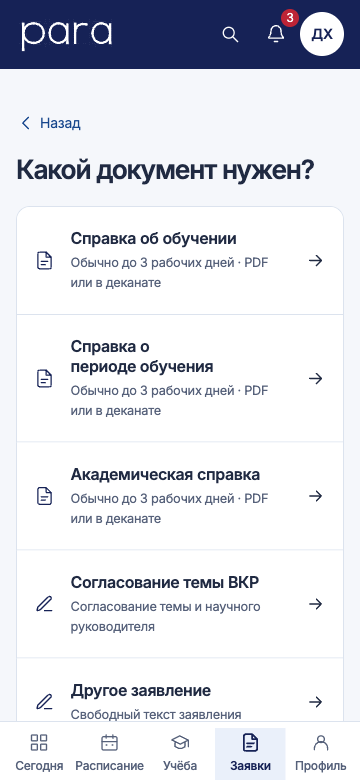 para
3
ДХ
Назад
Какой документ нужен?
Справка об обучении
Обычно до 3 рабочих дней · PDF
или в деканате
Справка о
периоде обучения
Обычно до 3 рабочих дней · PDF
или в деканате
Академическая справка
Обычно до 3 рабочих дней · PDF
или в деканате
Согласование темы ВКР
Согласование темы и научного
руководителя
Другое заявление
Свободный текст заявления
Сегодня Расписание Учёба Заявки Профиль